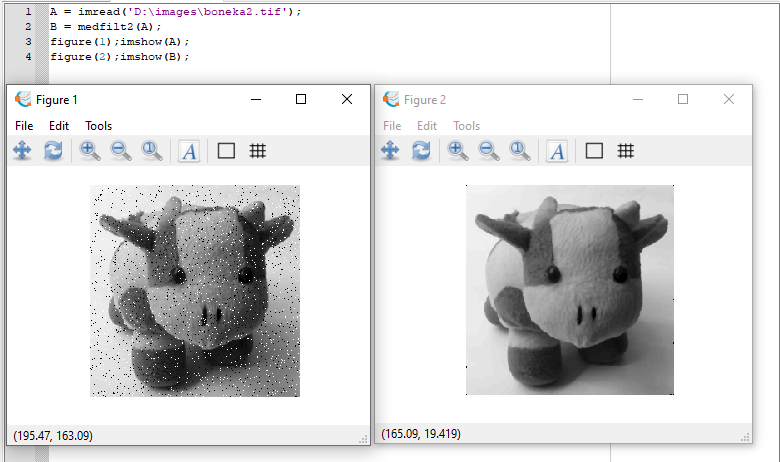 1 A = imread('D:\images\boneka2.tif');
2 B = medfilt2(A);
3 figure(1);imshow(A);
4 figure(2);imshow(B);
Figure 1
File Edit Tools
A
(195.47, 163.09)
Figure 2
File Edit Tools
A
(165.09, 19.419)